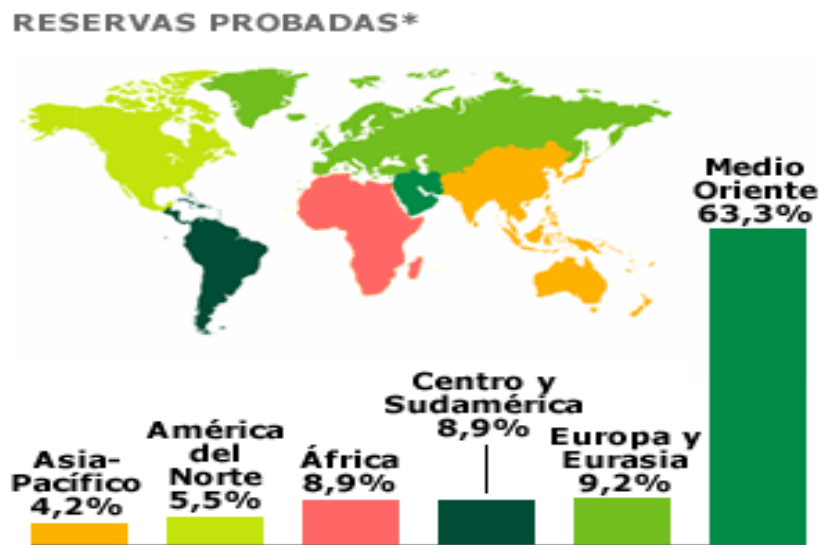 RESERVAS PROBADAS*
Medio
Oriente
63,3%
Centro y
Sudamérica
8,9%
Europa y
Eurasia
9,2%
África
8,9%
América
del
Norte
5,5%
Asia-
Pacífico
4,2%